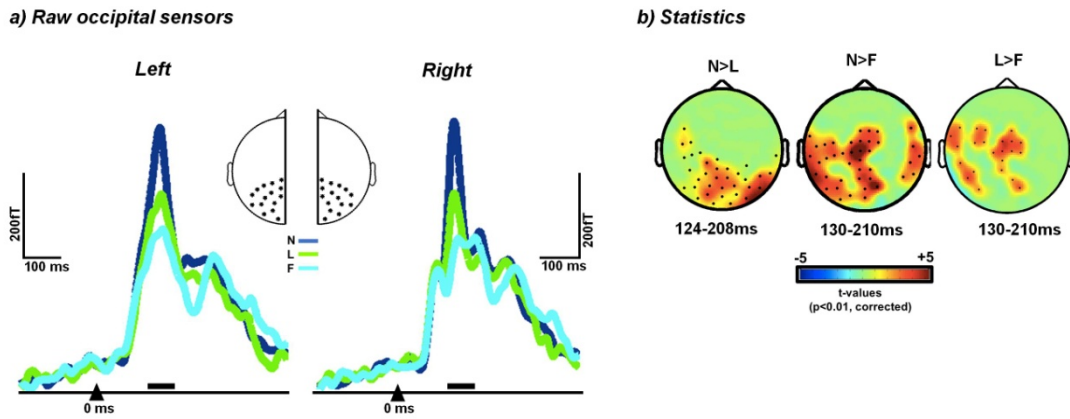 a) Raw occipital sensors
Left
Right
200fT
100 ms
N
L
F
200fT
100 ms
0 ms
0 ms
b) Statistics
N>L
N>F
L>F
124-208ms
130-210ms
130-210ms
-5
+5
t-values
(p<0.01, corrected)